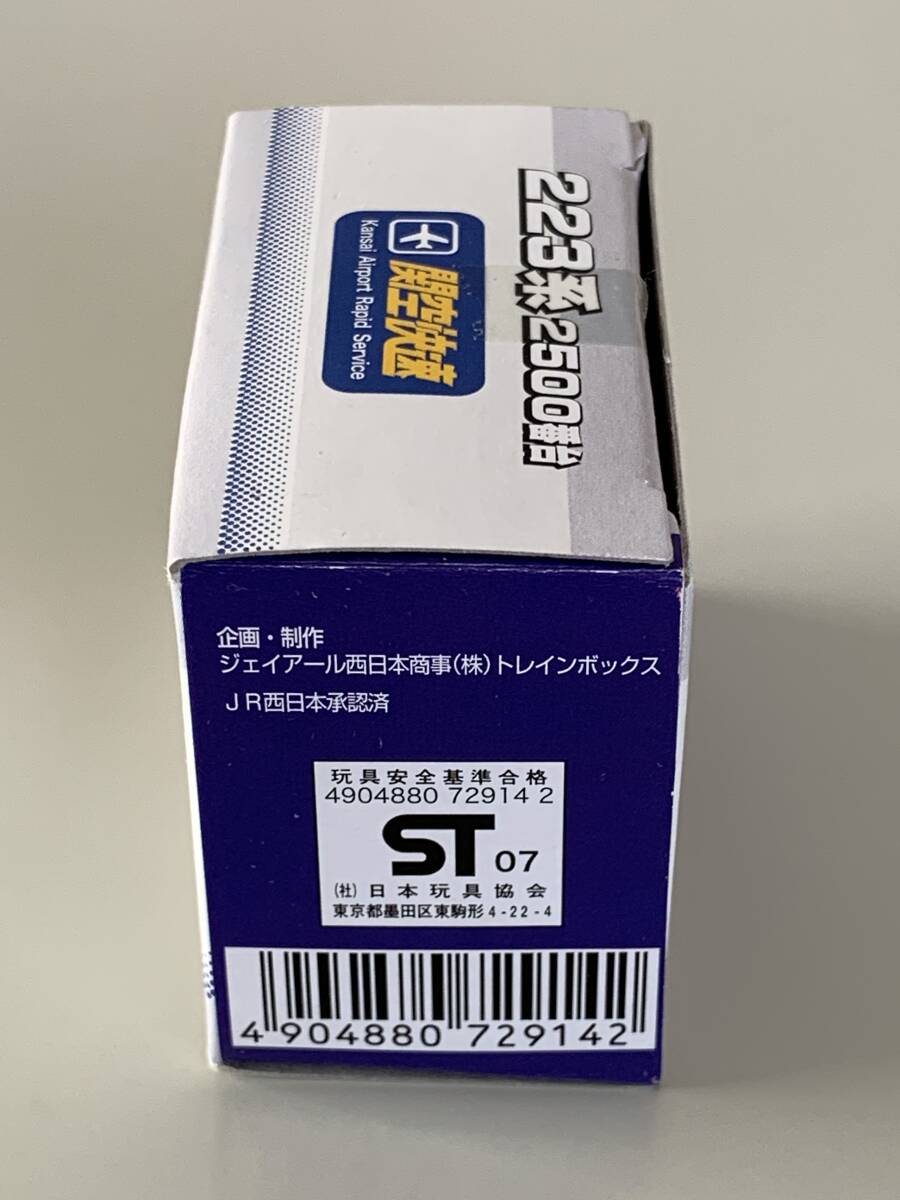 223系2500番台
関空快速
Kansai Airport Rapid Service
企画・制作
ジェイアール西日本商事(株)トレインボックス
JR西日本承認済
玩具安全基準合格
4904880 72914 2
ST 07
(社)日本玩具協会
東京都墨田区東駒形4-22-4
4 904880 729142